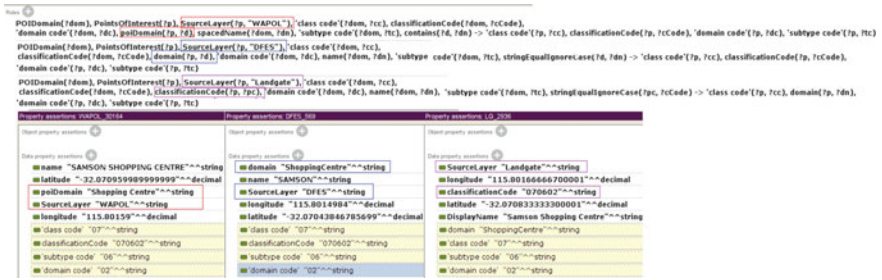 Rules
POIDomain(?dom), PointsOfInterest(?p), SourceLayer(?p, "WAPOL"), 'class code'(?dom, ?cc), classificationCode(?dom, ?cCode),
'domain code'(?dom, ?dc), poiDomain(?p, ?d), spacedName(?dom, ?dn), 'subtype code'(?dom, ?tc), contains(?d, ?dn) -> 'class code'(?p, ?cc), classificationCode(?p, ?cCode), 'domain code'(?p, ?dc), 'subtype code'(?p, ?tc)
POIDomain(?dom), PointsOfInterest(?p), SourceLayer(?p, "DFES"), 'class code'(?dom, ?cc),
classificationCode(?dom, ?cCode), domain(?p, ?d), 'domain code'(?dom, ?dc), name(?dom, ?dn), 'subtype code'(?dom, ?tc), stringEqualIgnoreCase(?d, ?dn) -> 'class code'(?p, ?cc), classificationCode(?p, ?cCode),
'domain code'(?p, ?dc), 'subtype code'(?p, ?tc)
POIDomain(?dom), PointsOfInterest(?p), SourceLayer(?p, "Landgate"), 'class code'(?dom, ?cc),
classificationCode(?dom, ?cCode), classificationCode(?p, ?pc), 'domain code'(?dom, ?dc), name(?dom, ?dn), 'subtype code'(?dom, ?tc), stringEqualIgnoreCase(?pc, ?cCode) -> 'class code'(?p, ?cc), domain(?p, ?dn),
'domain code'(?p, ?dc), 'subtype code'(?p, ?tc)
Property assertions: WAPOL_30164
Object property assertions
Data property assertions
name "SAMSON SHOPPING CENTRE"^^string
latitude "-32.070959989999999"^^decimal
poiDomain "Shopping Centre"^^string
SourceLayer "WAPOL"^^string
longitude "115.80159"^^decimal
'class code' "07"^^string
classificationCode "070602"^^string
'subtype code' "06"^^string
'domain code' "02"^^string
Property assertions: DFES_569
Object property assertions
Data property assertions
domain "ShoppingCentre"^^string
name "SAMSON"^^string
SourceLayer "DFES"^^string
longitude "115.8014984"^^decimal
latitude "-32.07043846785699"^^decimal
'class code' "07"^^string
classificationCode "070602"^^string
'subtype code' "06"^^string
'domain code' "02"^^string
Property assertions: LG_2936
Object property assertions
Data property assertions
SourceLayer "Landgate"^^string
longitude "115.80166666700001"^^decimal
classificationCode "070602"^^string
latitude "-32.070833333300001"^^decimal
DisplayName "Samson Shopping Centre"^^string
domain "ShoppingCentre"^^string
'class code' "07"^^string
'subtype code' "06"^^string
'domain code' "02"^^string